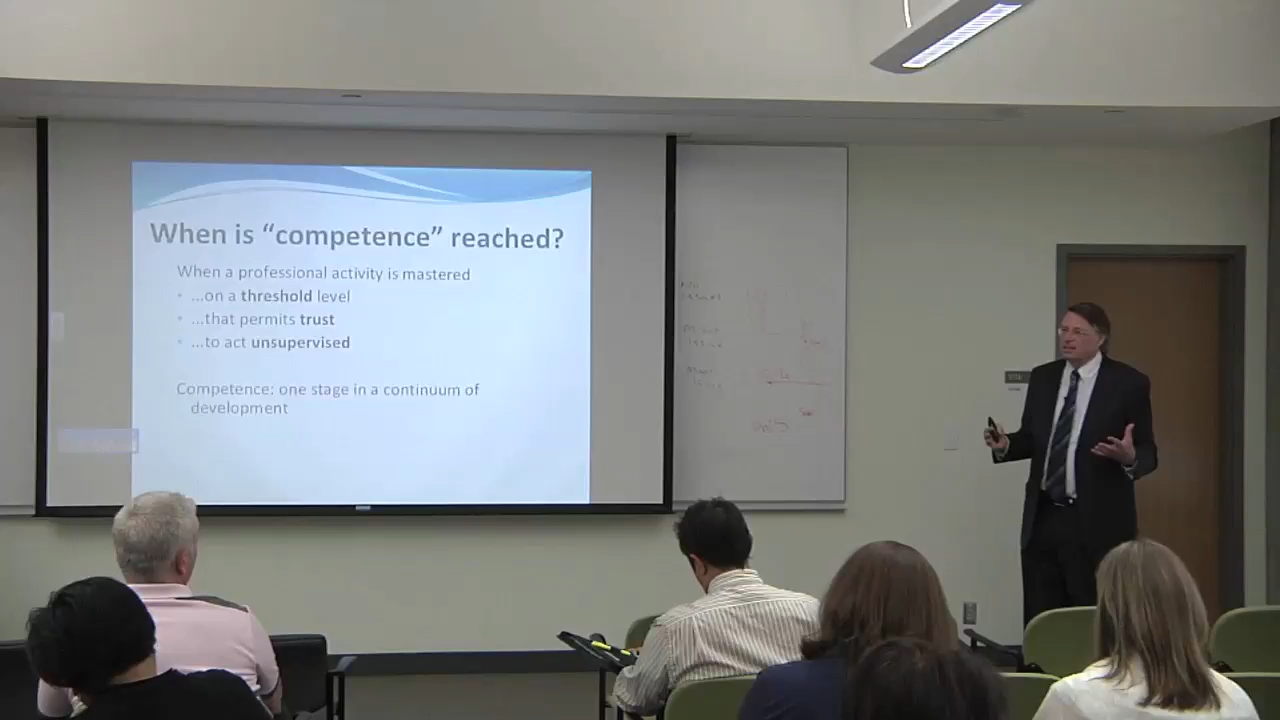 When is “competence” reached?
When a professional activity is mastered
• ...on a threshold level
• ...that permits trust
• ...to act unsupervised
Competence: one stage in a continuum of
development